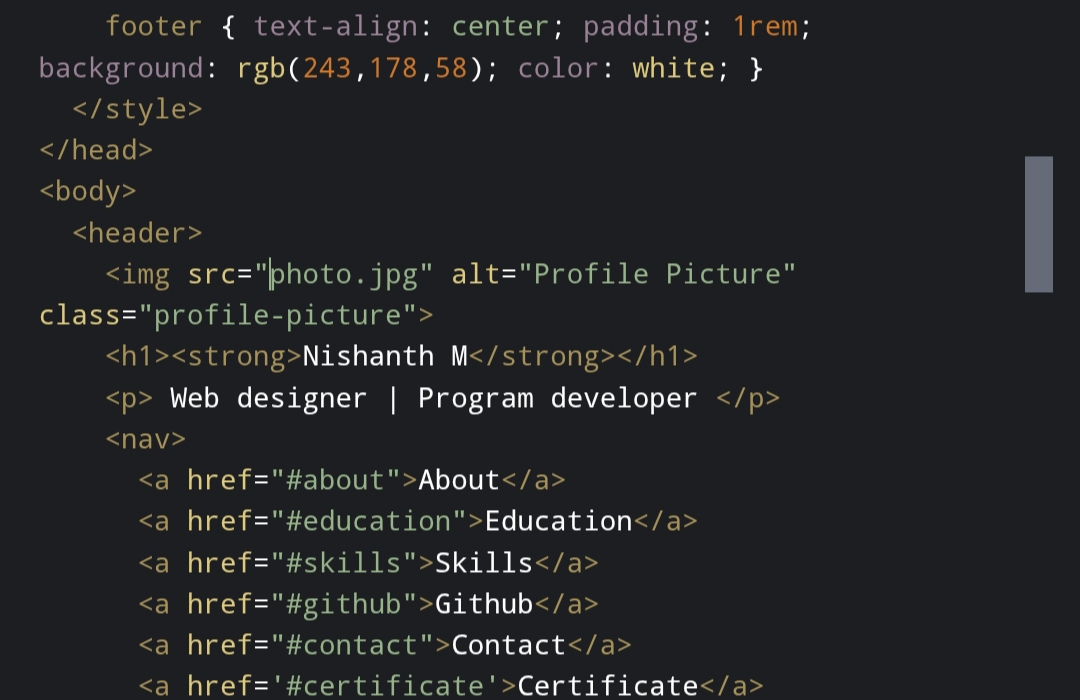 footer { text-align: center; padding: 1rem;
background: rgb(243,178,58); color: white; }
</style>
</head>
<body>
<header>
<img src="photo.jpg" alt="Profile Picture"
class="profile-picture">
<h1><strong>Nishanth M</strong></h1>
<p> Web designer | Program developer </p>
<nav>
<a href="#about">About</a>
<a href="#education">Education</a>
<a href="#skills">Skills</a>
<a href="#github">Github</a>
<a href="#contact">Contact</a>
<a href='#certificate'>Certificate</a>